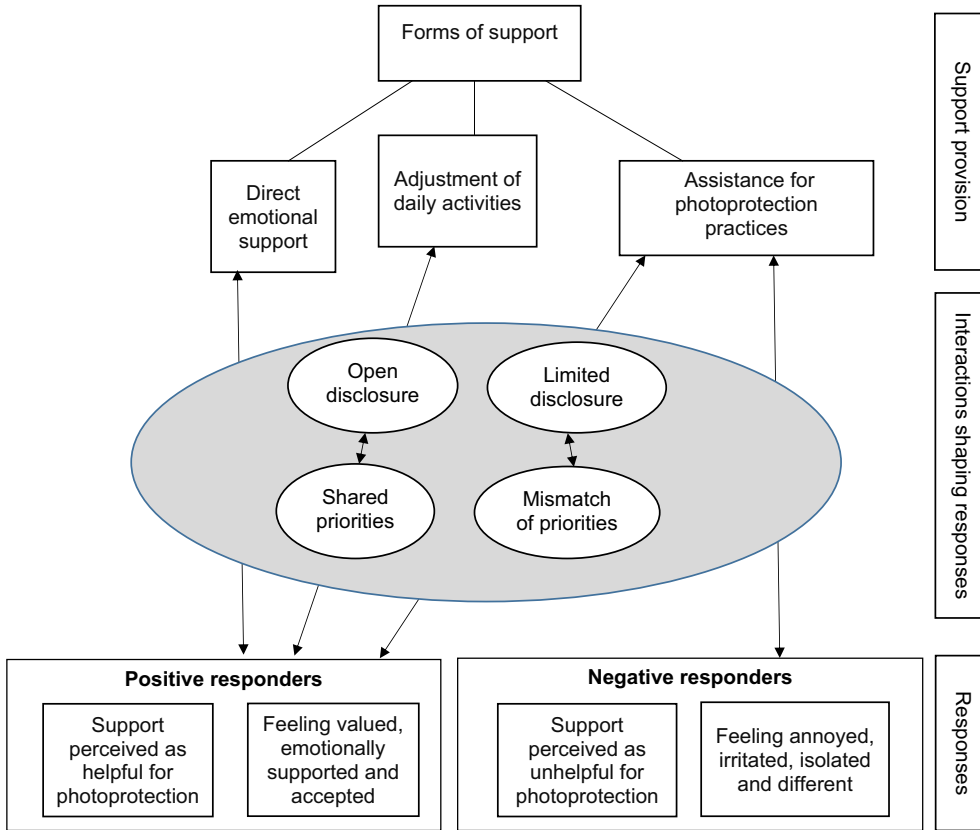 Forms of support
Support provision
Direct
emotional
support
Adjustment of
daily activities
Assistance for
photoprotection
practices
Interactions shaping responses
Open
disclosure
Limited
disclosure
Shared
priorities
Mismatch
of priorities
Responses
Positive responders
Support
perceived as
helpful for
photoprotection
Feeling valued,
emotionally
supported and
accepted
Negative responders
Support
perceived as
unhelpful for
photoprotection
Feeling annoyed,
irritated, isolated
and different